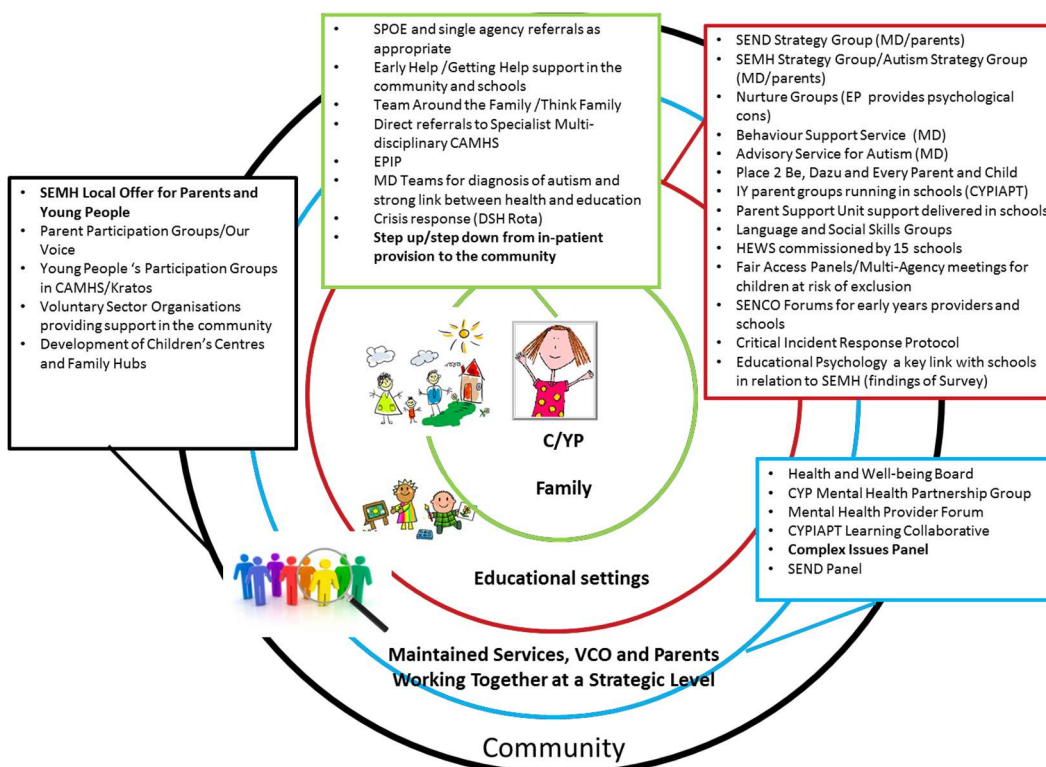 SPOE and single agency referrals as
appropriate
Early Help /Getting Help support in the
community and schools
Team Around the Family /Think Family
Direct referrals to Specialist Multi-
disciplinary CAMHS
EPIP
MD Teams for diagnosis of autism and
strong link between health and education
Crisis response (DSH Rota)
Step up/step down from in-patient
provision to the community
SEND Strategy Group (MD/parents)
SEMH Strategy Group/Autism Strategy Group
(MD/parents)
Nurture Groups (EP provides psychological
cons)
Behaviour Support Service (MD)
Advisory Service for Autism (MD)
Place 2 Be, Dazu and Every Parent and Child
IY parent groups running in schools (CYPIAPT)
Parent Support Unit support delivered in schools
Language and Social Skills Groups
HEWS commissioned by 15 schools
Fair Access Panels/Multi-Agency meetings for
children at risk of exclusion
SENCO Forums for early years providers and
schools
Critical Incident Response Protocol
Educational Psychology a key link with schools
in relation to SEMH (findings of Survey)
SEMH Local Offer for Parents and
Young People
Parent Participation Groups/Our
Voice
Young People 's Participation Groups
in CAMHS/Kratos
Voluntary Sector Organisations
providing support in the community
Development of Children's Centres
and Family Hubs
C/YP
Family
Health and Well-being Board
CYP Mental Health Partnership Group
Mental Health Provider Forum
CYPIAPT Learning Collaborative
Complex Issues Panel
SEND Panel
Educational settings
Maintained Services, VCO and Parents
Working Together at a Strategic Level
Community